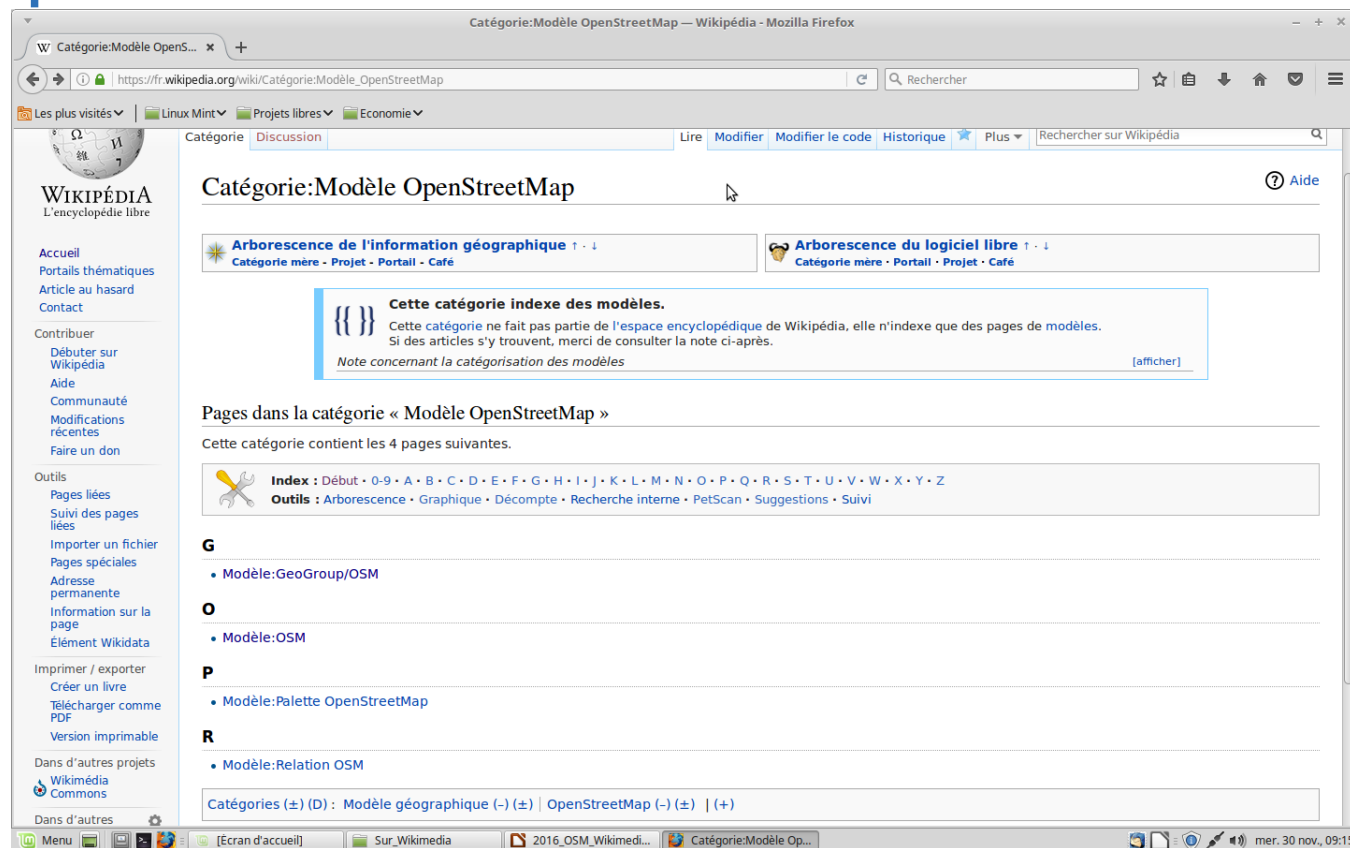 Catégorie:Modèle OpenStreetMap — Wikipédia - Mozilla Firefox
W Catégorie:Modèle OpenS... × +
https://fr.wikipedia.org/wiki/Catégorie:Modèle_OpenStreetMap
Rechercher
Les plus visités
Linux Mint
Projets libres
Economie
WIKIPÉDIA
L'encyclopédie libre
Accueil
Portails thématiques
Article au hasard
Contact
Contribuer
Débuter sur
Wikipédia
Aide
Communauté
Modifications
récentes
Faire un don
Outils
Pages liées
Suivi des pages
liées
Importer un fichier
Pages spéciales
Adresse
permanente
Information sur la
page
Élément Wikidata
Imprimer / exporter
Créer un livre
Télécharger comme
PDF
Version imprimable
Dans d'autres projets
Wikimédia
Commons
Dans d'autres
Catégorie Discussion
Lire Modifier Modifier le code Historique Plus Rechercher sur Wikipédia
Catégorie:Modèle OpenStreetMap
? Aide
Arborescence de l'information géographique ↑ · ↓
Catégorie mère - Projet - Portail - Café
Arborescence du logiciel libre ↑ · ↓
Catégorie mère · Portail · Projet · Café
{{ }}
Cette catégorie indexe des modèles.
Cette catégorie ne fait pas partie de l'espace encyclopédique de Wikipédia, elle n'indexe que des pages de modèles.
Si des articles s'y trouvent, merci de consulter la note ci-après.
Note concernant la catégorisation des modèles [afficher]
Pages dans la catégorie « Modèle OpenStreetMap »
Cette catégorie contient les 4 pages suivantes.
Index : Début • 0-9 • A • B • C • D • E • F • G • H • I • J • K • L • M • N • O • P • Q • R • S • T • U • V • W • X • Y • Z
Outils : Arborescence • Graphique • Décompte • Recherche interne • PetScan • Suggestions • Suivi
G
• Modèle:GeoGroup/OSM
O
• Modèle:OSM
P
• Modèle:Palette OpenStreetMap
R
• Modèle:Relation OSM
Catégories (±) (D) : Modèle géographique (–) (±) | OpenStreetMap (–) (±) | (+)
Menu
[Écran d'accueil]
Sur_Wikimedia
2016_OSM_Wikimedi...
Catégorie:Modèle Op...
mer. 30 nov., 09:15